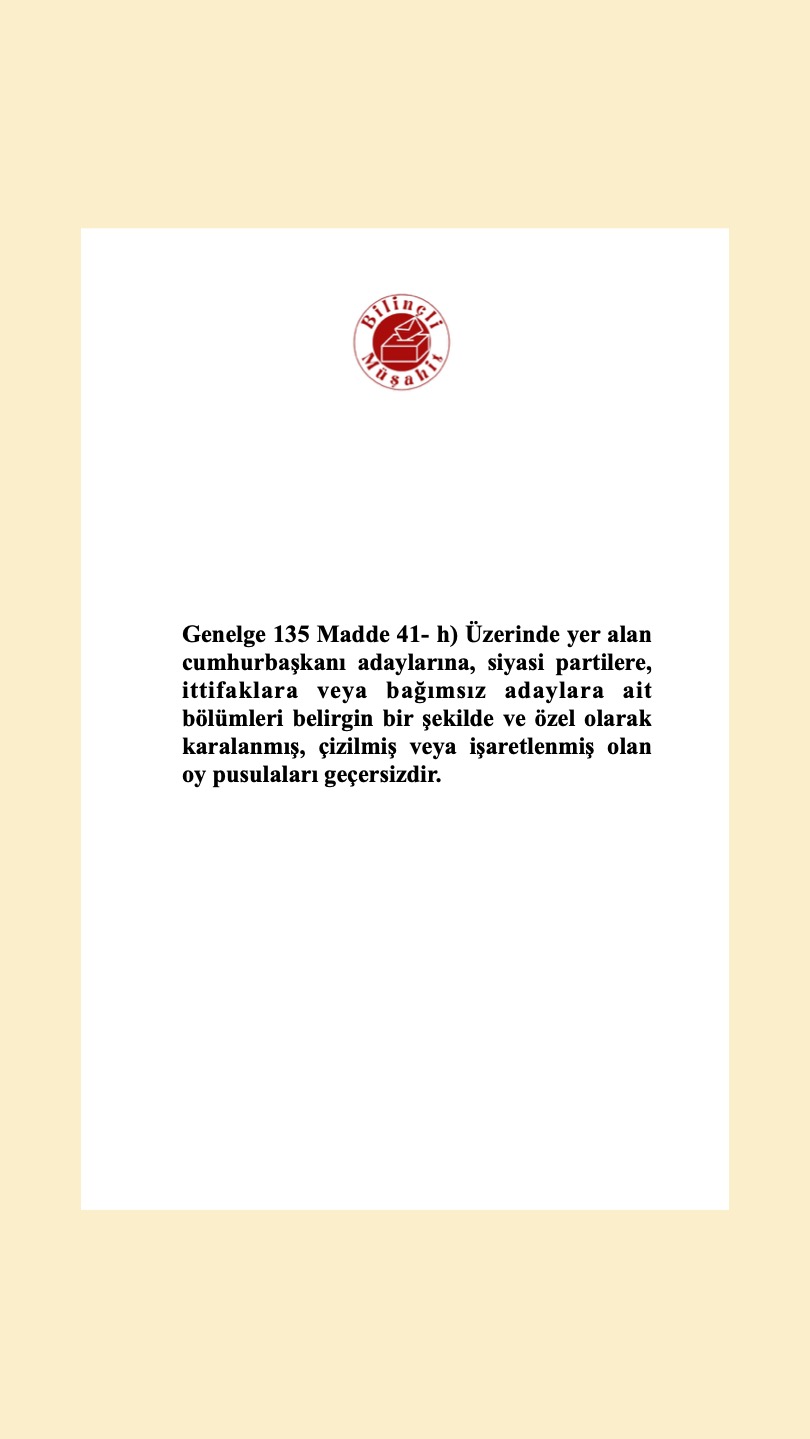 Bilinçli
Müşahit
Genelge 135 Madde 41- h) Üzerinde yer alan
cumhurbaşkanı adaylarına, siyasi partilere,
ittifaklara veya bağımsız adaylara ait
bölümleri belirgin bir şekilde ve özel olarak
karalanmış, çizilmiş veya işaretlenmiş olan
oy pusulaları geçersizdir.